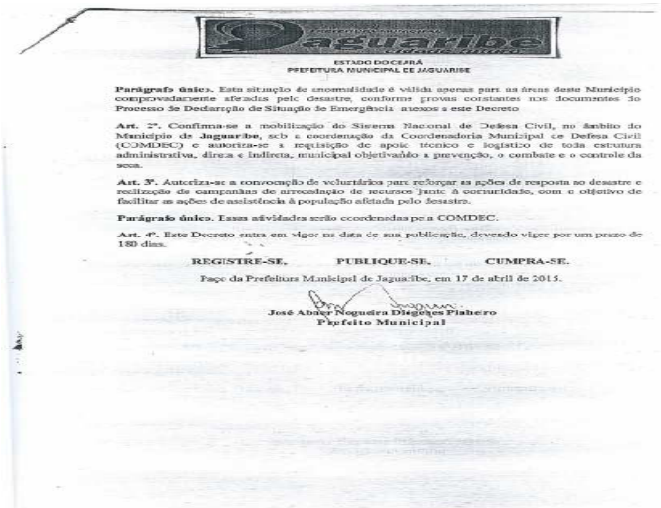 Jaguaribe
ESTADO DO CEARÁ
PREFEITURA MUNICIPAL DE JAGUARIBE
Parágrafo único. Esta situação de anormalidade é válida apenas para as áreas deste Município
comprovadamente afetadas pelo desastre, conforme provas constantes nos documentos do
Processo de Declaração de Situação de Emergência anexos a este Decreto
Art. 2º. Confirma-se a mobilização do Sistema Nacional de Defesa Civil, no âmbito do
Município de Jaguaribe, sob a coordenação da Coordenadoria Municipal de Defesa Civil
(COMDEC) e autoriza-se a requisição de apoio técnico e logístico de toda estrutura
administrativa, direta e indireta, municipal objetivando a prevenção, o combate e o controle da
seca.
Art. 3º. Autoriza-se a convocação de voluntários para reforçar as ações de resposta ao desastre e
realização de campanhas de arrecadação de recursos junto à comunidade, com o objetivo de
facilitar as ações de assistência à população afetada pelo desastre.
Parágrafo único. Essas atividades serão coordenadas pela COMDEC.
Art. 4º. Este Decreto entra em vigor na data de sua publicação, devendo viger por um prazo de
180 dias.
REGISTRE-SE, PUBLIQUE-SE, CUMPRA-SE.
Paço da Prefeitura Municipal de Jaguaribe, em 17 de abril de 2015.
José Abner Nogueira Diógenes Pinheiro
Prefeito Municipal